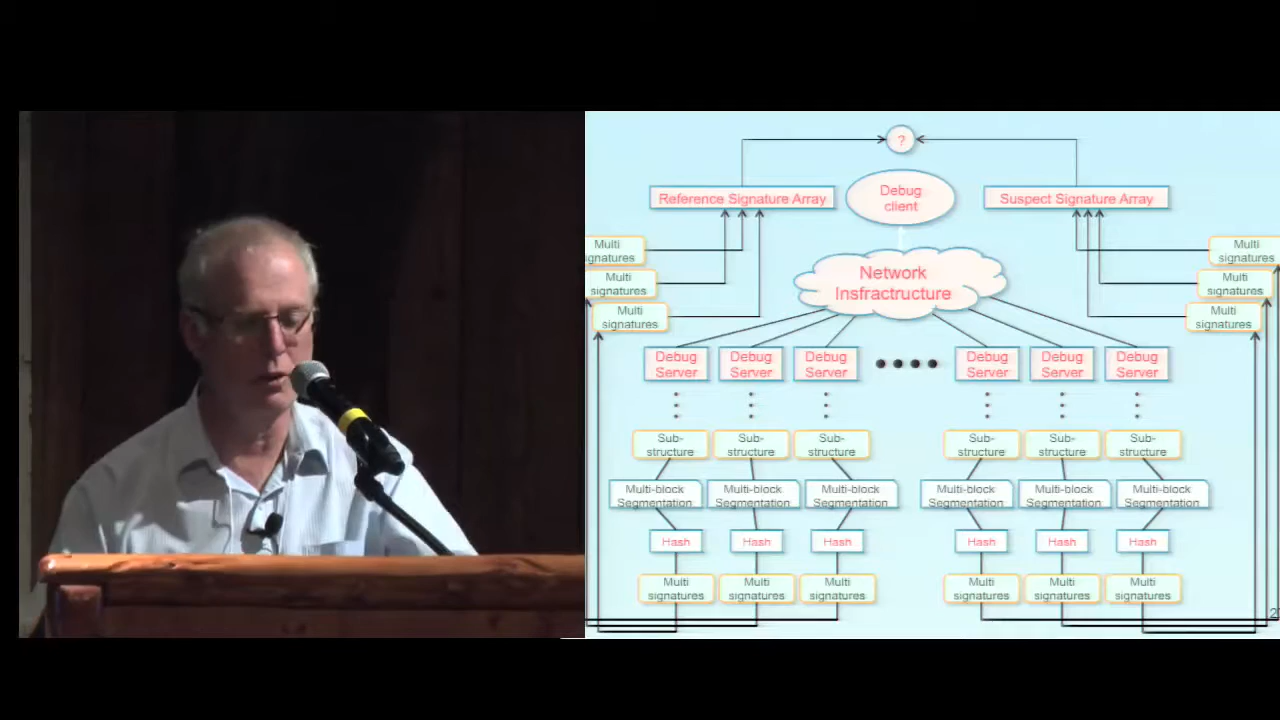 ?
Reference Signature Array
Debug
client
Suspect Signature Array
Multi
ignatures
Multi
signatures
Multi
signatures
Network
Insfractructure
Multi
signatures
Multi
signatures
Multi
signatures
Debug
Server
Debug
Server
Debug
Server
Debug
Server
Debug
Server
Debug
Server
Sub-
structure
Sub-
structure
Sub-
structure
Sub-
structure
Sub-
structure
Sub-
structure
Multi-block
Segmentation
Multi-block
Segmentation
Multi-block
Segmentation
Multi-block
Segmentation
Multi-block
Segmentation
Multi-block
Segmentation
Hash
Hash
Hash
Hash
Hash
Hash
Multi
signatures
Multi
signatures
Multi
signatures
Multi
signatures
Multi
signatures
Multi
signatures